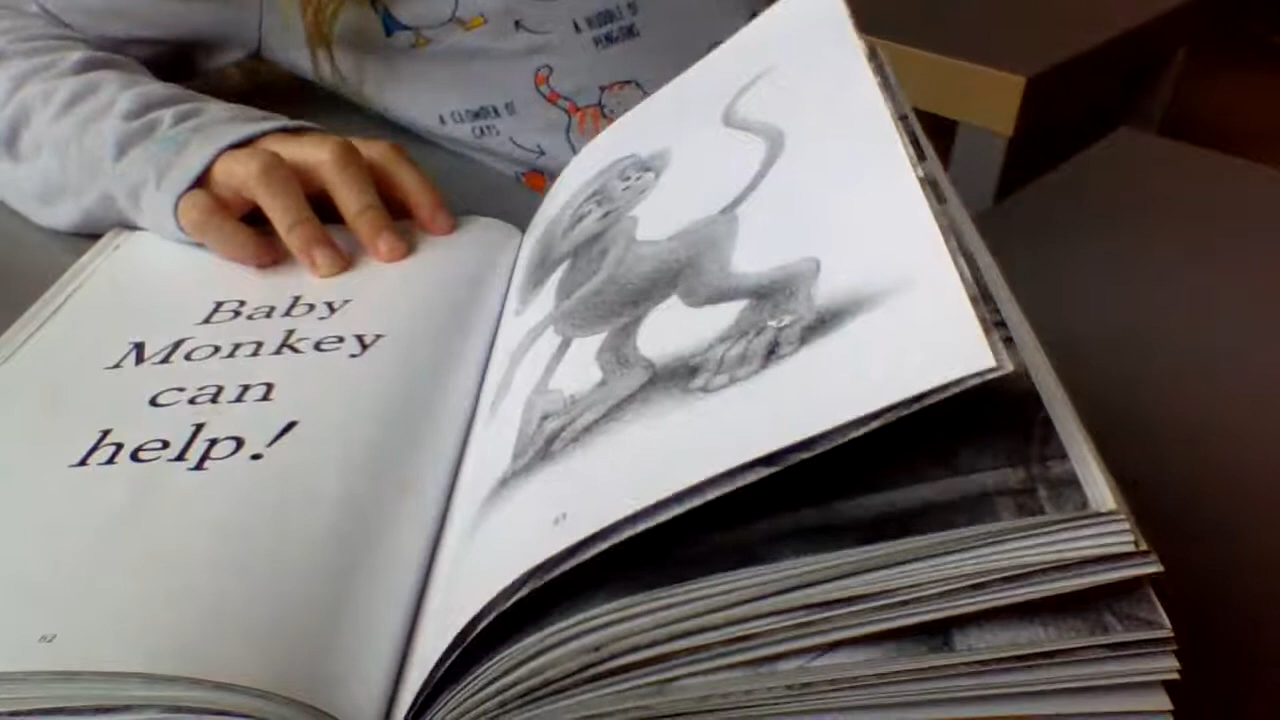 A HUDDLE OF
PENGUINS
A CLOWDER OF
CATS
Baby
Monkey
can
help!